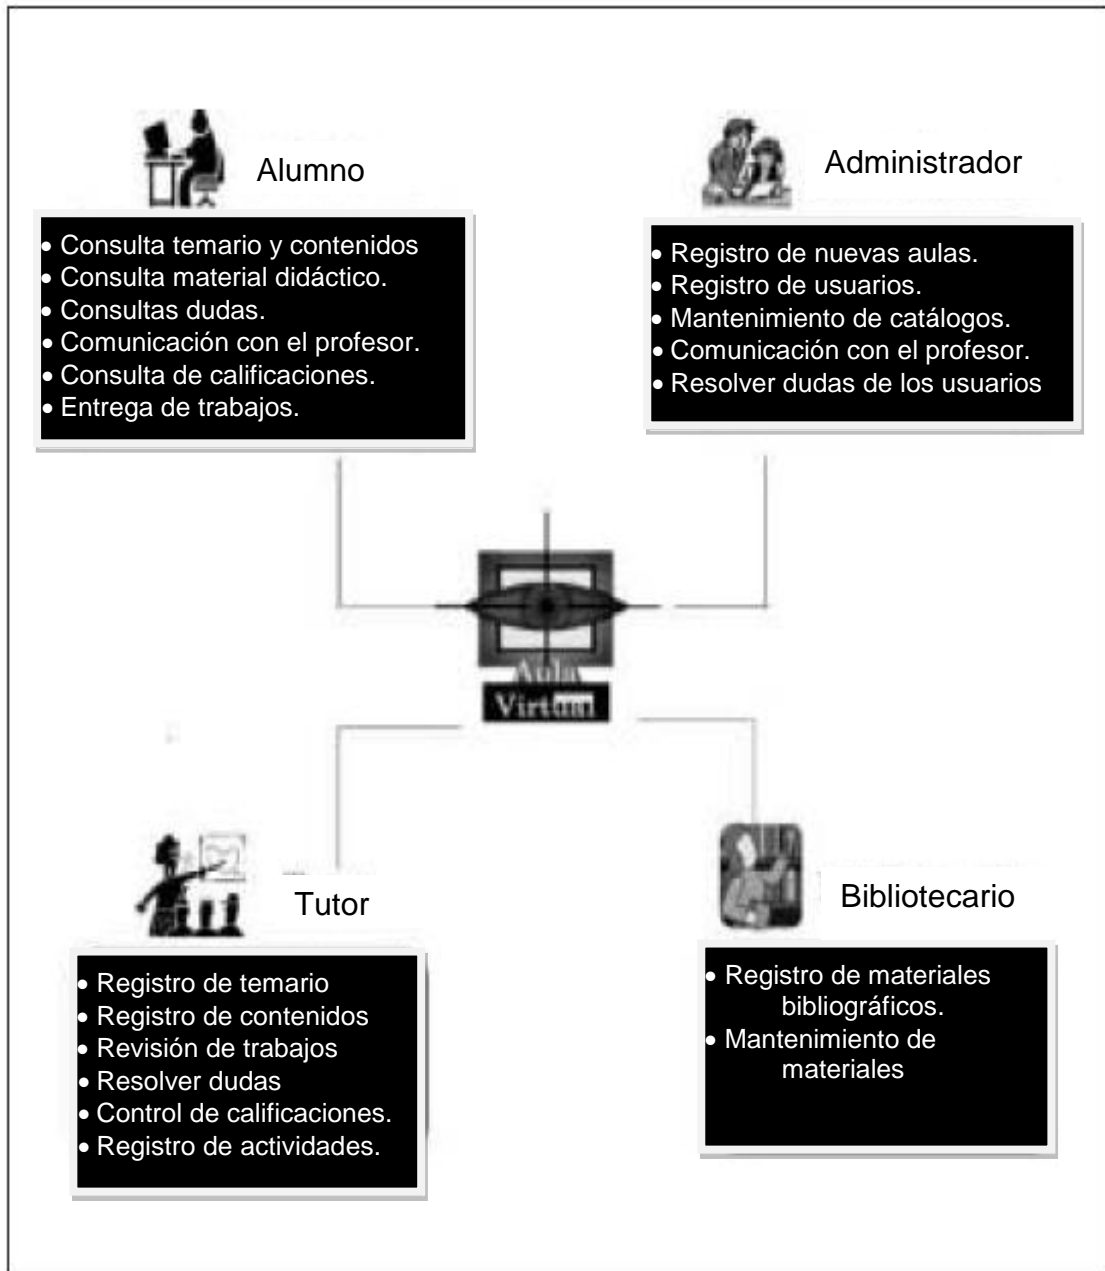 Alumno
• Consulta temario y contenidos
• Consulta material didáctico.
• Consultas dudas.
• Comunicación con el profesor.
• Consulta de calificaciones.
• Entrega de trabajos.
Administrador
• Registro de nuevas aulas.
• Registro de usuarios.
• Mantenimiento de catálogos.
• Comunicación con el profesor.
• Resolver dudas de los usuarios
Aula
Virtual
Tutor
• Registro de temario
• Registro de contenidos
• Revisión de trabajos
• Resolver dudas
• Control de calificaciones.
• Registro de actividades.
Bibliotecario
• Registro de materiales
bibliográficos.
• Mantenimiento de
materiales